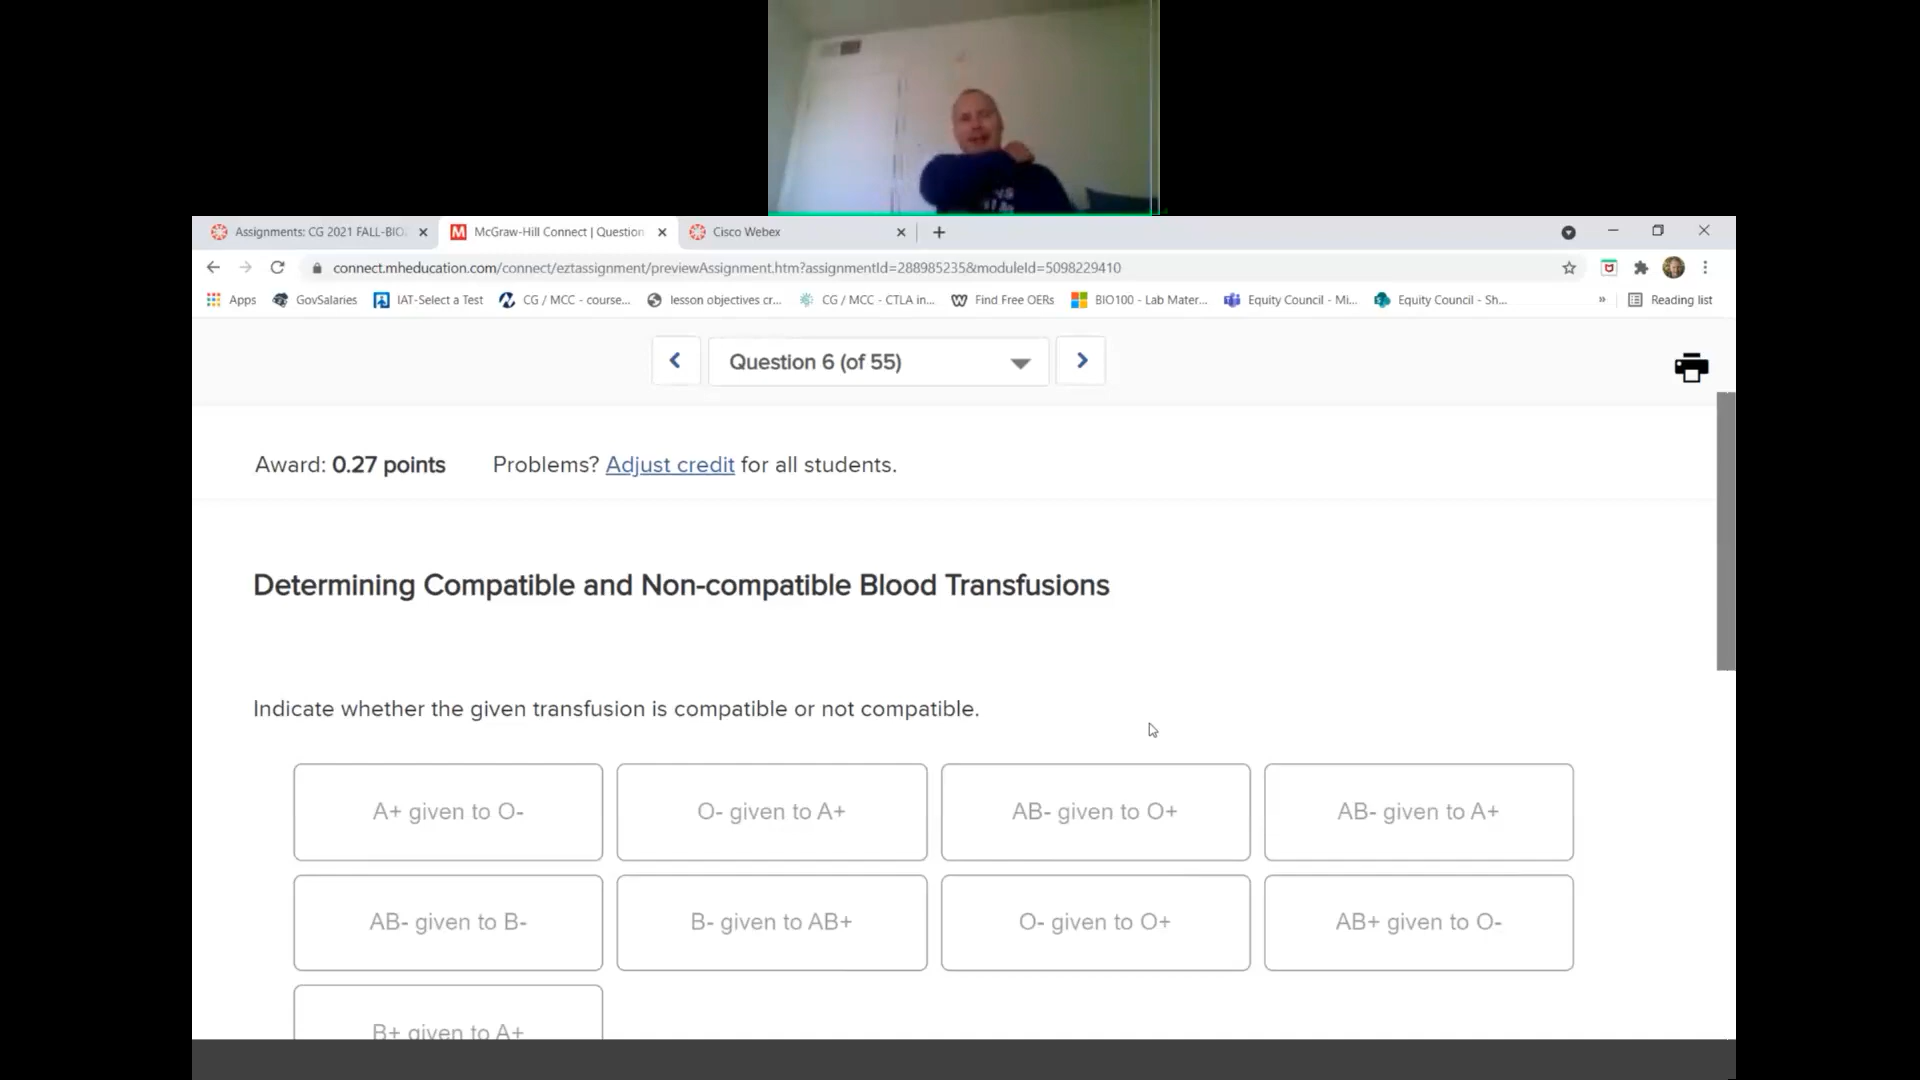 Assignments: CG 2021 FALL-BIO
McGraw-Hill Connect | Question
Cisco Webex
connect.mheducation.com/connect/eztassignment/previewAssignment.htm?assignmentId=288985235&moduleId=5098229410
Apps GovSalaries IAT-Select a Test CG / MCC - course... lesson objectives cr... CG / MCC - CTLA in... Find Free OERs BIO100 - Lab Mater... Equity Council - Mi... Equity Council - Sh... » Reading list
Question 6 (of 55)
Award: 0.27 points Problems? Adjust credit for all students.
Determining Compatible and Non-compatible Blood Transfusions
Indicate whether the given transfusion is compatible or not compatible.
A+ given to O- O- given to A+ AB- given to O+ AB- given to A+
AB- given to B- B- given to AB+ O- given to O+ AB+ given to O-
B+ given to A+